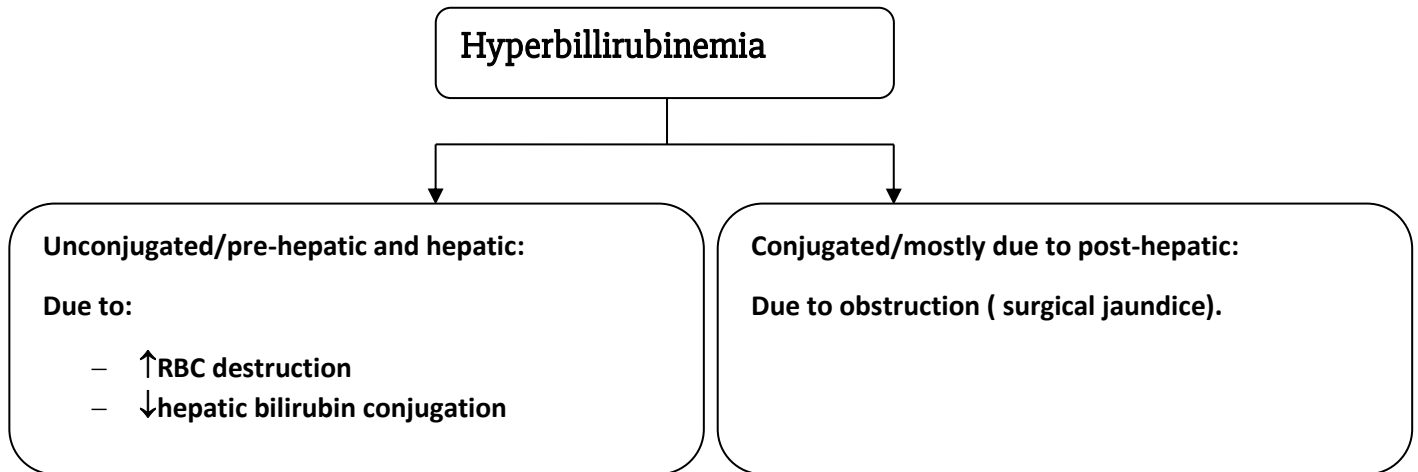 Hyperbillirubinemia
Unconjugated/pre-hepatic and hepatic:
Due to:
– ↑RBC destruction
– ↓hepatic bilirubin conjugation
Conjugated/mostly due to post-hepatic:
Due to obstruction ( surgical jaundice).